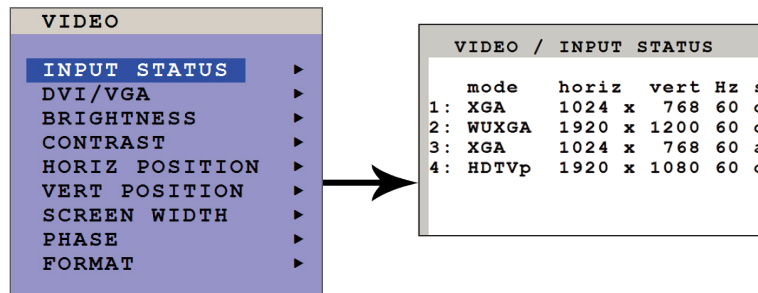 VIDEO
INPUT STATUS
DVI/VGA
BRIGHTNESS
CONTRAST
HORIZ POSITION
VERT POSITION
SCREEN WIDTH
PHASE
FORMAT
VIDEO / INPUT STATUS
mode horiz vert Hz
1: XGA 1024 x 768 60
2: WUXGA 1920 x 1200 60
3: XGA 1024 x 768 60
4: HDTVp 1920 x 1080 60